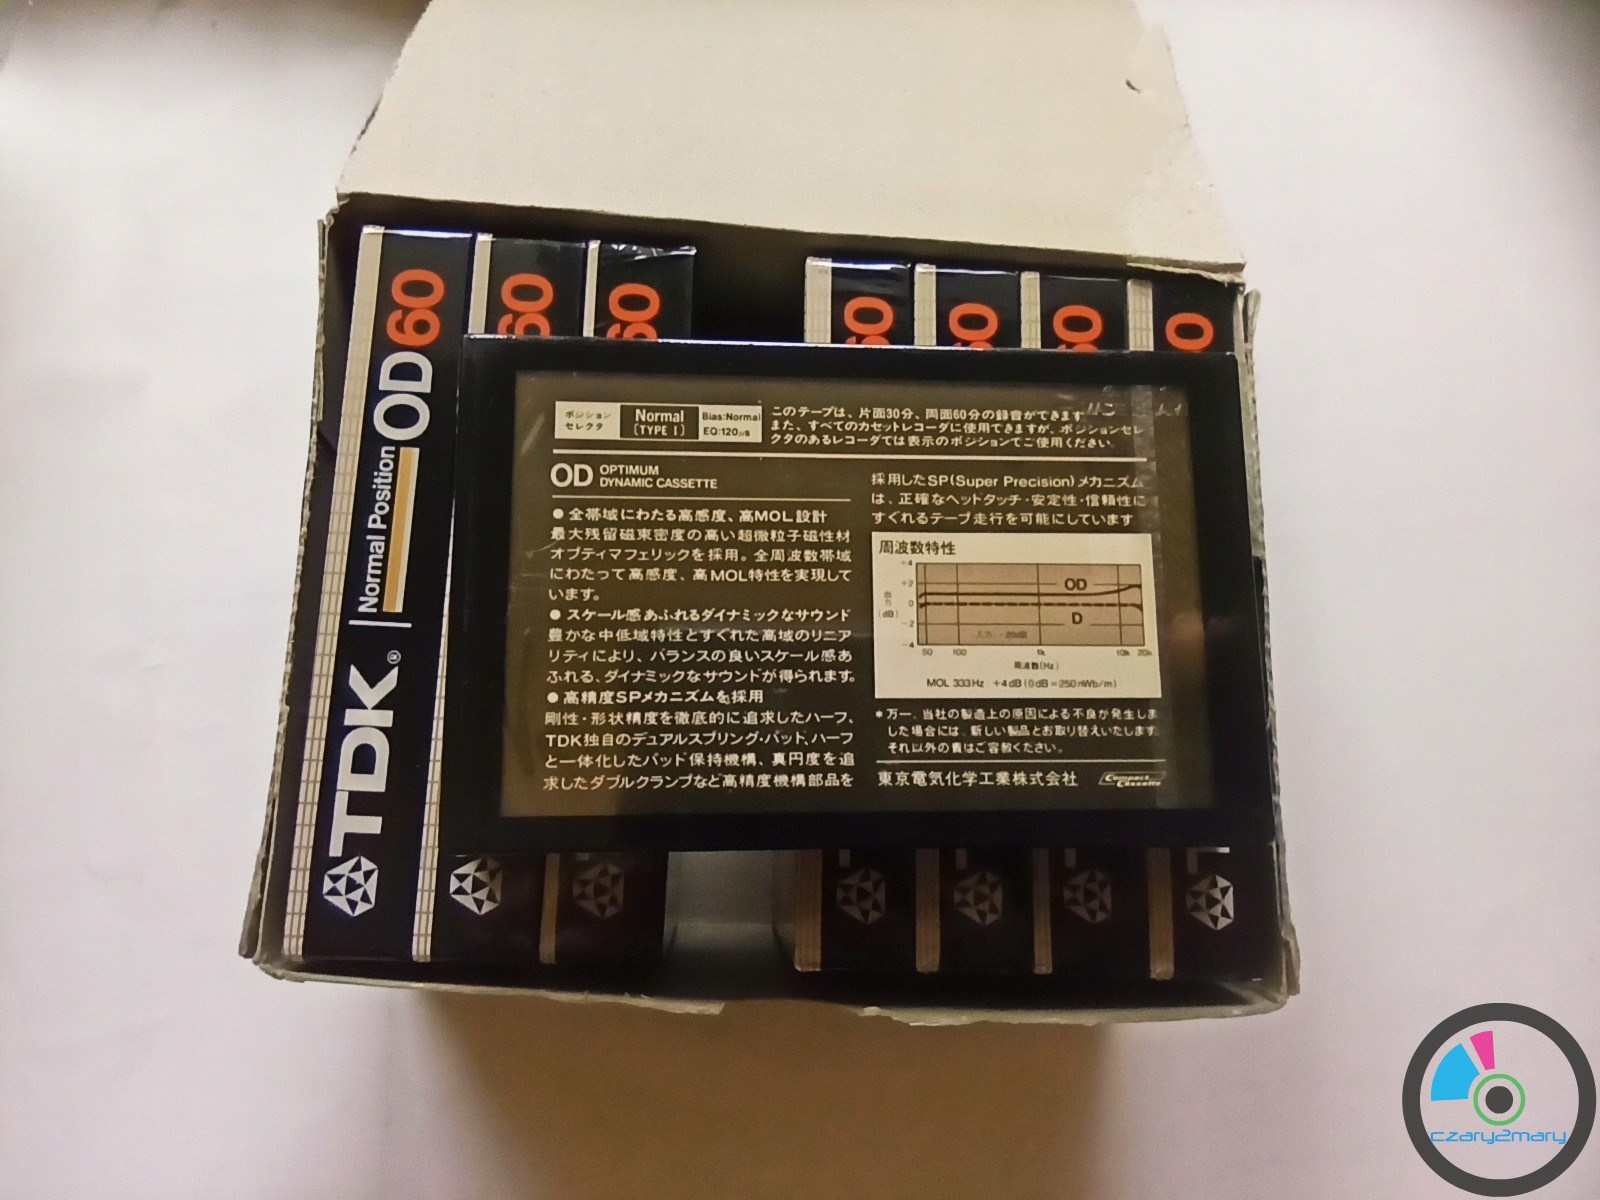 TDK® Normal Position OD60
60
60
60
60
60
0
ポジション
セレクタ
Normal
(TYPE I)
Bias:Normal
EQ:120μs
このテープは、片面30分、両面60分の録音ができます
また、すべてのカセットレコーダに使用できますが、ポジションセレ
クタのあるレコーダでは表示のポジションでご使用ください。
OD OPTIMUM
DYNAMIC CASSETTE
● 全帯域にわたる高感度、高MOL設計
最大残留磁束密度の高い超微粒子磁性材
オプティマフェリックを採用。全周波数帯域
にわたって高感度、高MOL特性を実現して
います。
● スケール感あふれるダイナミックなサウンド
豊かな中低域特性とすぐれた高域のリニア
リティにより、バランスの良いスケール感あ
ふれる、ダイナミックなサウンドが得られます。
● 高精度SPメカニズムを採用
剛性・形状精度を徹底的に追求したハーフ、
TDK独自のデュアルスプリング・パット、ハーフ
と一体化したパッド保持機構、真円度を追
求したダブルクランプなど高精度機構部品を
採用したSP(Super Precision)メカニズム
は、正確なヘッドタッチ・安定性・信頼性に
すぐれるテープ走行を可能にしています
周波数特性
+4
+2
0
-2
-4
出力
(dB)
OD
D
入力 -20dB
50 100 1k 10k 20k
周波数(Hz)
MOL 333Hz : +4dB (0dB=250nWb/m)
*万一、当社の製造上の原因による不良が発生しま
した場合には、新しい製品とお取り替えいたします
それ以外の責はご容赦ください。
東京電気化学工業株式会社
Compact
Cassette
czary2mary